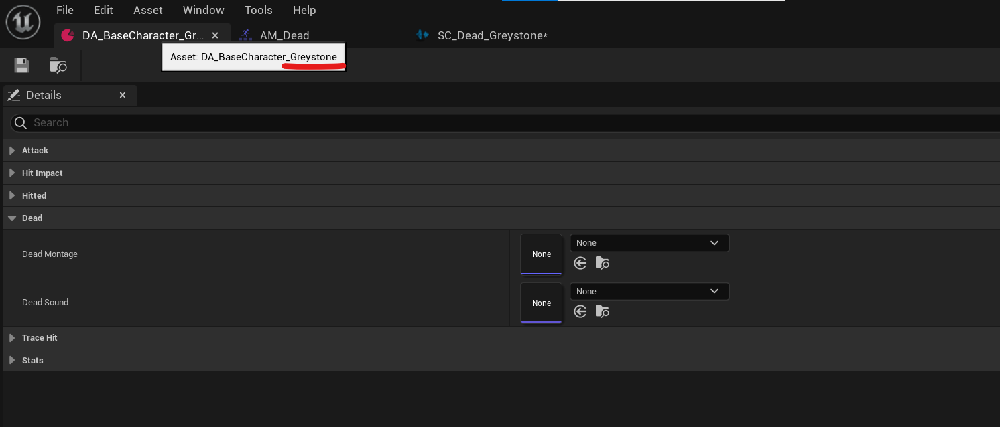 File Edit Asset Window Tools Help
DA_BaseCharacter_Gr... AM_Dead SC_Dead_Greystone*
Asset: DA_BaseCharacter_Greystone
Details
Search
Attack
Hit Impact
Hitted
Dead
Dead Montage None None
Dead Sound None None
Trace Hit
Stats